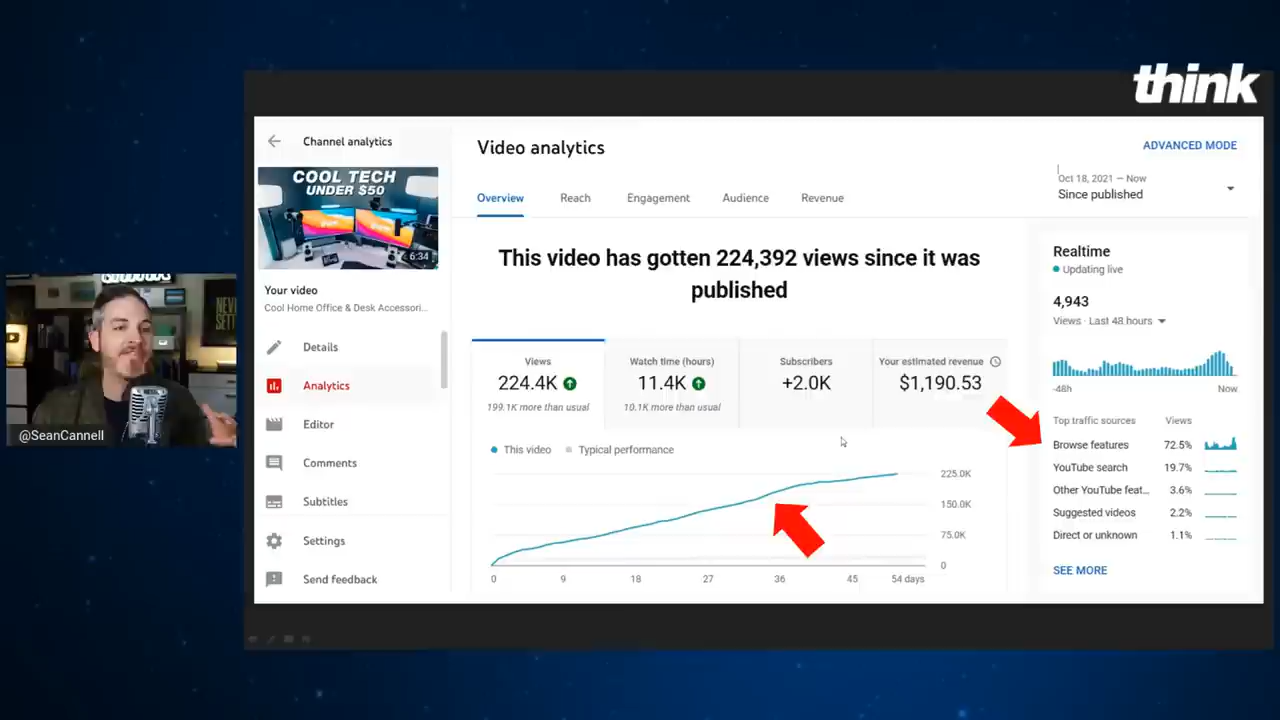 think
Channel analytics
COOL TECH
UNDER $50
6:34
Your video
Cool Home Office & Desk Accessori...
Details
Analytics
Editor
Comments
Subtitles
Settings
Send feedback
Video analytics
ADVANCED MODE
Oct 18, 2021 – Now
Since published
Overview
Reach
Engagement
Audience
Revenue
This video has gotten 224,392 views since it was
published
Views
224.4K
199.1K more than usual
Watch time (hours)
11.4K
10.1K more than usual
Subscribers
+2.0K
Your estimated revenue
$1,190.53
This video
Typical performance
225.0K
150.0K
75.0K
0
0 9 18 27 36 45 54 days
Realtime
Updating live
4,943
Views · Last 48 hours
-48h Now
Top traffic sources Views
Browse features 72.5%
YouTube search 19.7%
Other YouTube feat... 3.6%
Suggested videos 2.2%
Direct or unknown 1.1%
SEE MORE
@SeanCannell